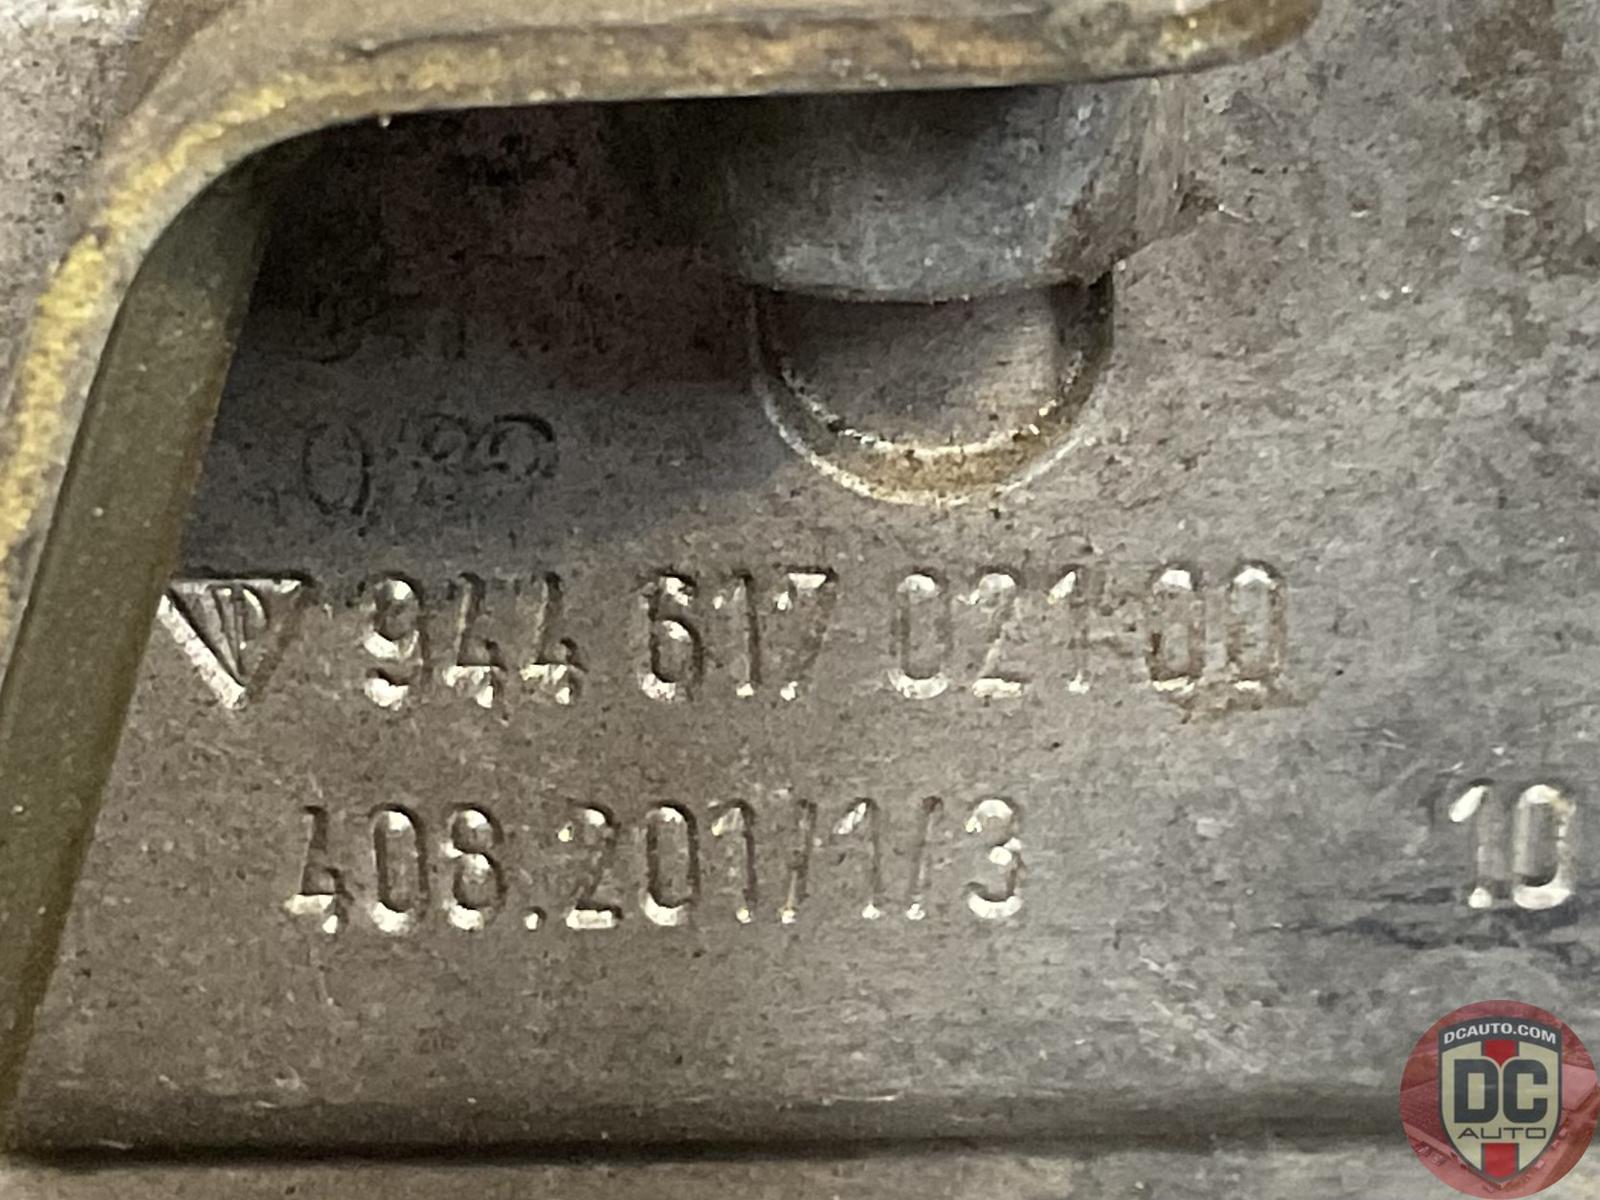 944 617 021 00
408.201/1/3
10
DCAUTO.COM
DC
AUTO